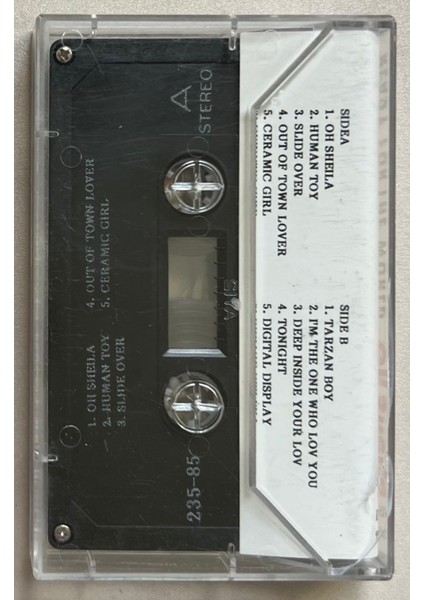 SIDEA
1. OH SHEILA
2. HUMAN TOY
3. SLIDE OVER
4. OUT OF TOWN LOVER
5. CERAMIC GIRL
SIDE B
1. TARZAN BOY
2. I'M THE ONE WHO LOV YOU
3. DEEP INSIDE YOUR LOV
4. TONIGHT
5. DIGITAL DISPLAY
A
STEREO
1. OH SHEILA
2. HUMAN TOY
3. SLIDE OVER
4. OUT OF TOWN LOVER
5. CERAMIC GIRL
235-85